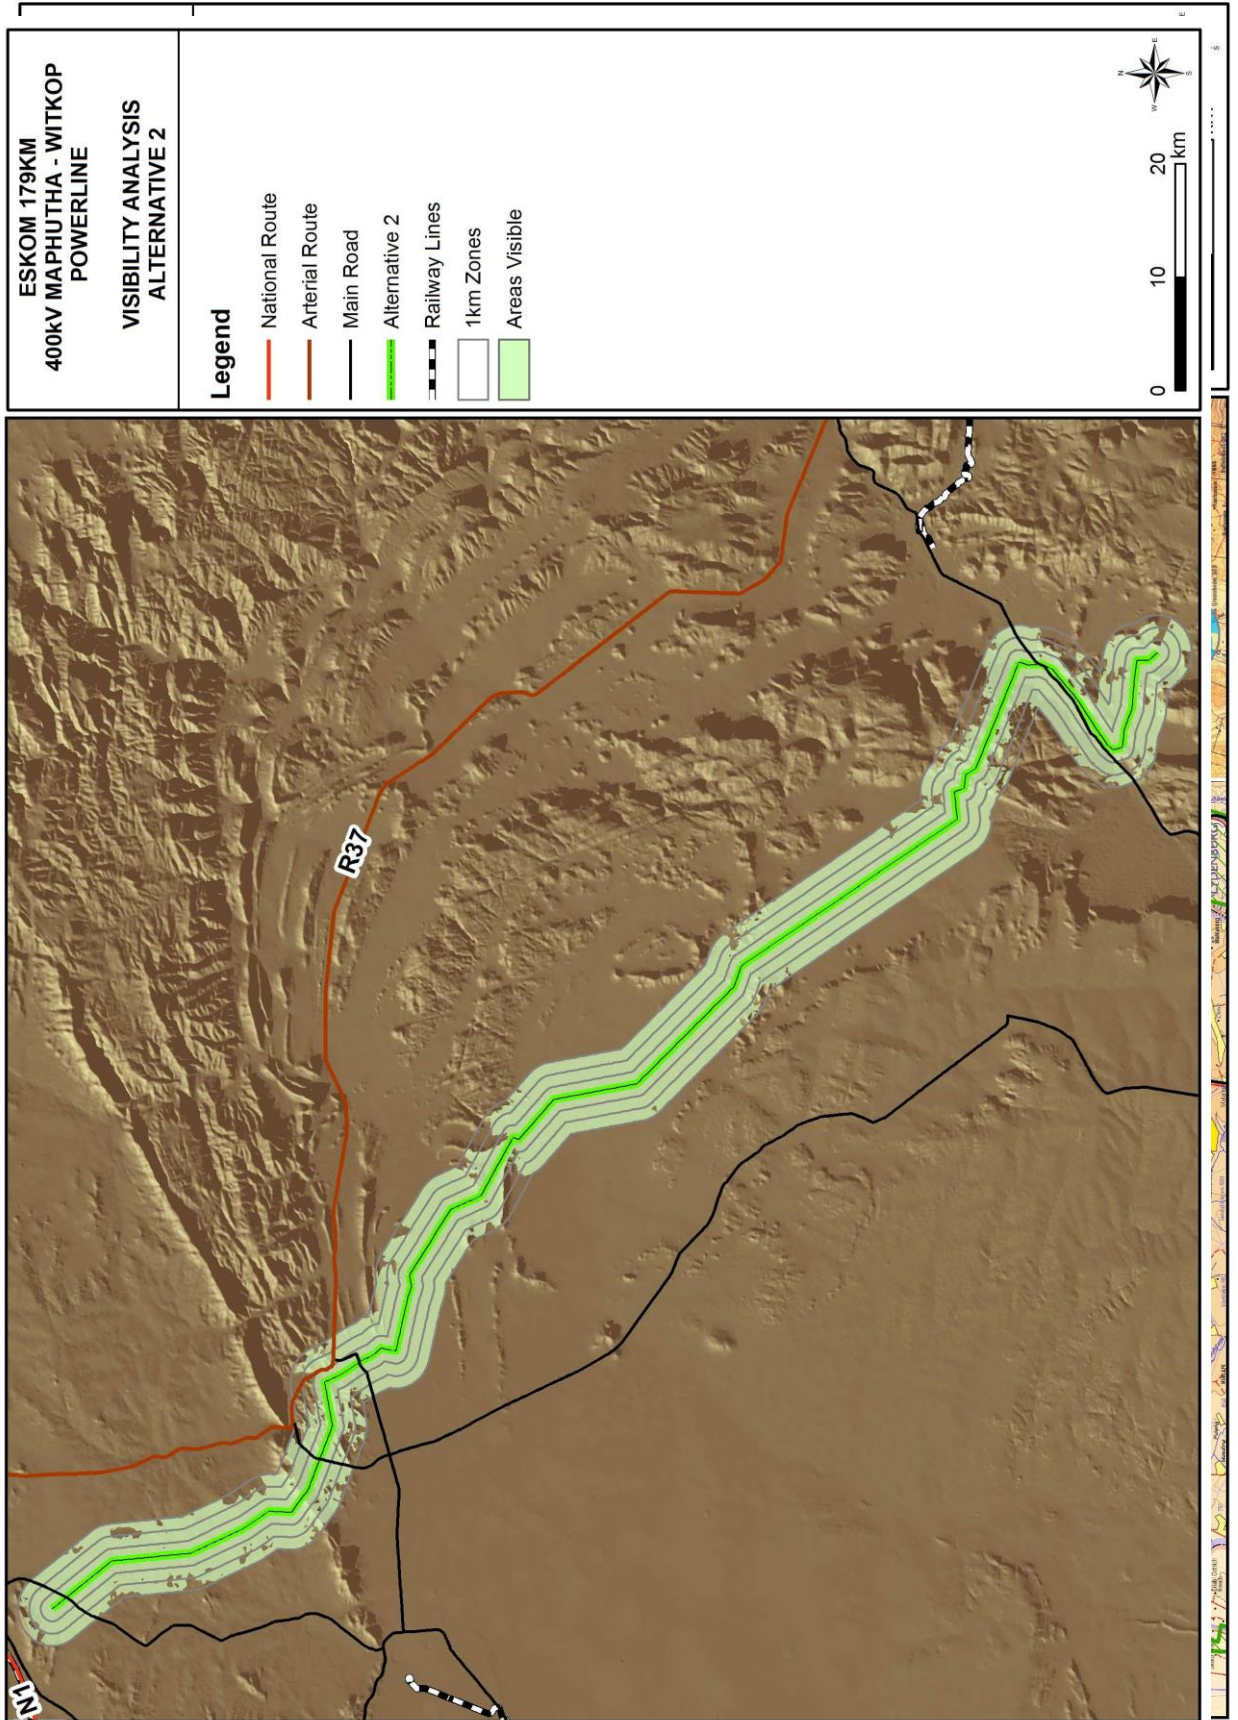 ESKOM 179KM
400kV MAPHUTHA - WITKOP
POWERLINE
VISIBILITY ANALYSIS
ALTERNATIVE 2
Legend
National Route
Arterial Route
Main Road
Alternative 2
Railway Lines
1km Zones
Areas Visible
0 10 20
km
N
E
S
W
E
S
R37
N1
LYDENBURG